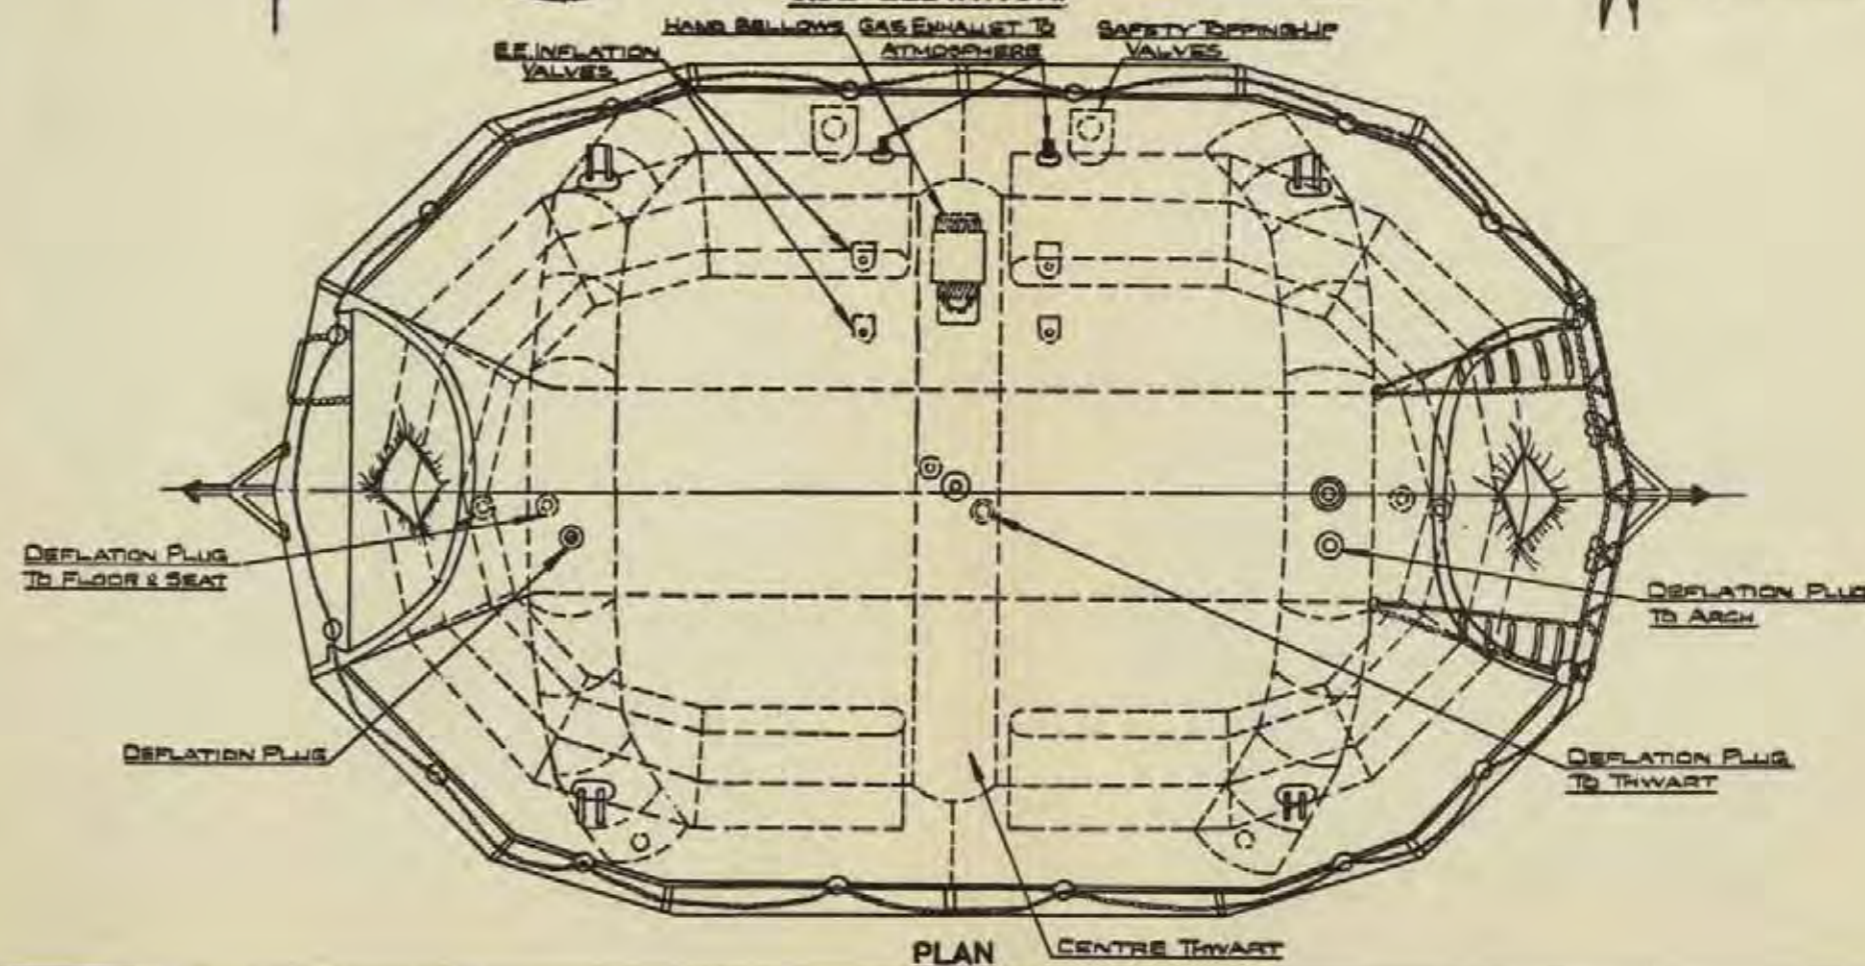 HAND BELLOWS
GAS EXHAUST TO
ATMOSPHERE
SAFETY TOPPING-UP
VALVES
E.E. INFLATION
VALVES
DEFLATION PLUG
TO FLOOR & SEAT
DEFLATION PLUG
TO ARCH
DEFLATION PLUG
DEFLATION PLUG
TO THWART
PLAN
CENTRE THWART